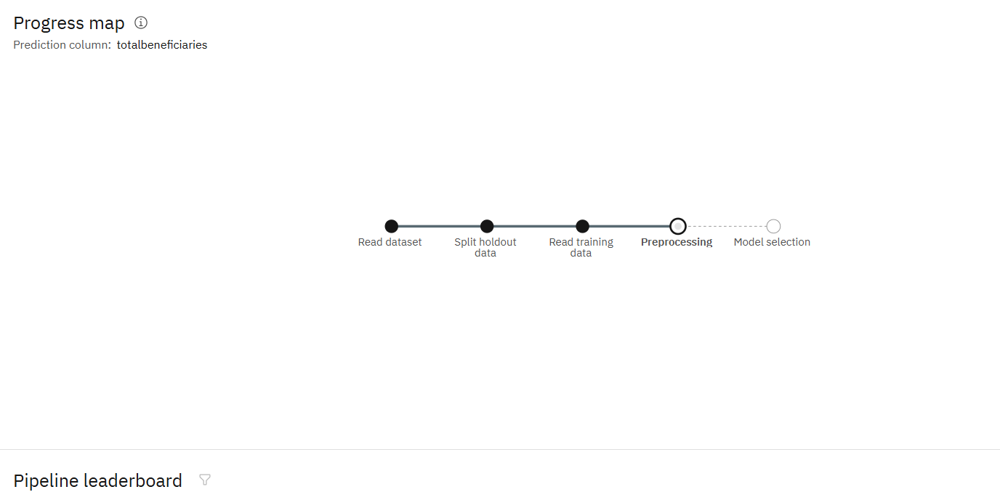 Progress map
Prediction column: totalbeneficiaries
Read dataset
Split holdout
data
Read training
data
Preprocessing
Model selection
Pipeline leaderboard